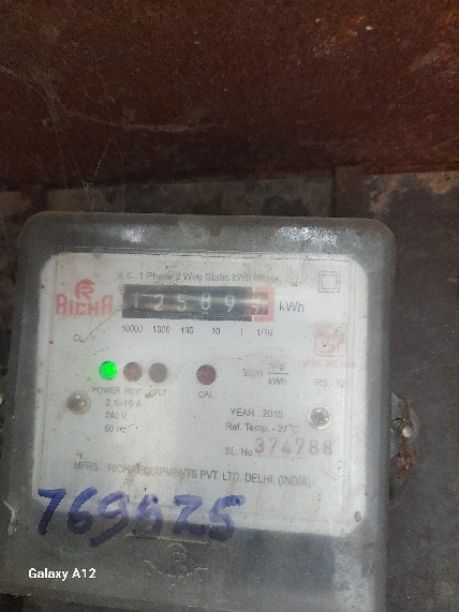 A.C. 1 Phase 2 Wire Static kWh Meter
RICHA
12589 kWh
10000 1000 100 10 1 1/10
CL. 1
imp
kWh
POWER REV CAL
RS. 12
2.5-10 A
240 V
50 Hz
YEAR: 2015
Ref. Temp. - 27°C
SL. No. 374788
MFRS. RICHA EQUIPMENTS PVT. LTD. DELHI, (INDIA)
769525
Galaxy A12